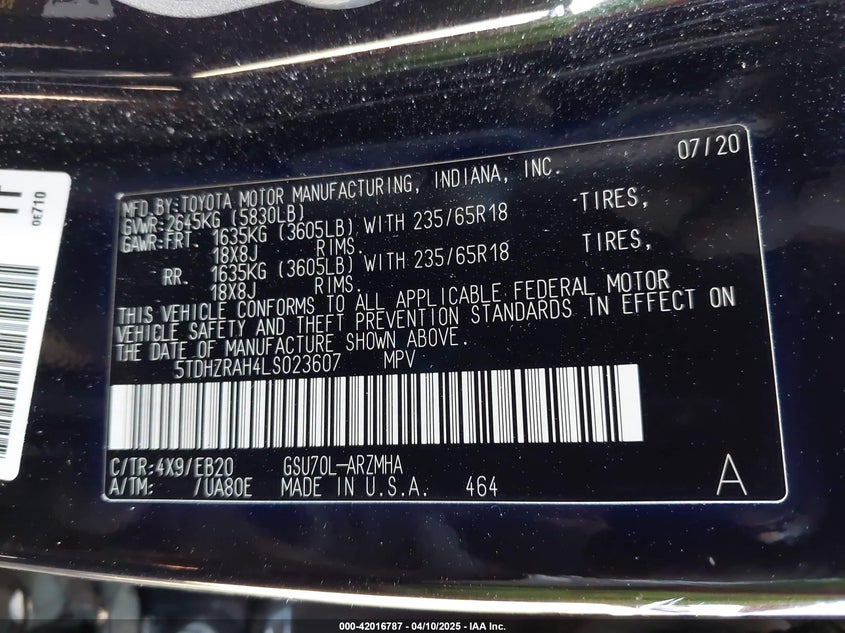 07/20
MFD.BY:TOYOTA MOTOR MANUFACTURING, INDIANA, INC.
GVWR:2645KG (5830LB)
GAWR:FRT. 1635KG (3605LB) WITH 235/65R18 TIRES,
18X8J RIMS.
RR. 1635KG (3605LB) WITH 235/65R18 TIRES,
18X8J RIMS.
THIS VEHICLE CONFORMS TO ALL APPLICABLE FEDERAL MOTOR
VEHICLE SAFETY AND THEFT PREVENTION STANDARDS IN EFFECT ON
THE DATE OF MANUFACTURE SHOWN ABOVE.
5TDHZRAH4LS023607 MPV
C/TR:4X9/EB20 GSU70L-ARZMHA
A/TM: /UA80E MADE IN U.S.A. 464 A
0E710
000-42016787 - 04/10/2025 - IAA Inc.